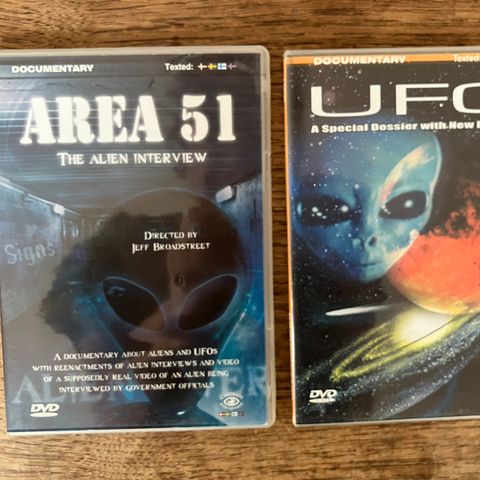 DOCUMENTARY Texted:
AREA 51
THE ALIEN INTERVIEW
Signs
DIRECTED BY
JEFF BROADSTREET
A DOCUMENTARY ABOUT ALIENS AND UFOS
WITH REENACTMENTS OF ALIEN INTERVIEWS AND VIDEO
OF A SUPPOSEDLY REAL VIDEO OF AN ALIEN BEING
INTERVIEWED BY GOVERNMENT OFFICIALS
DVD
DOCUMENTARY Texted:
UFO
A Special Dossier with New
DVD